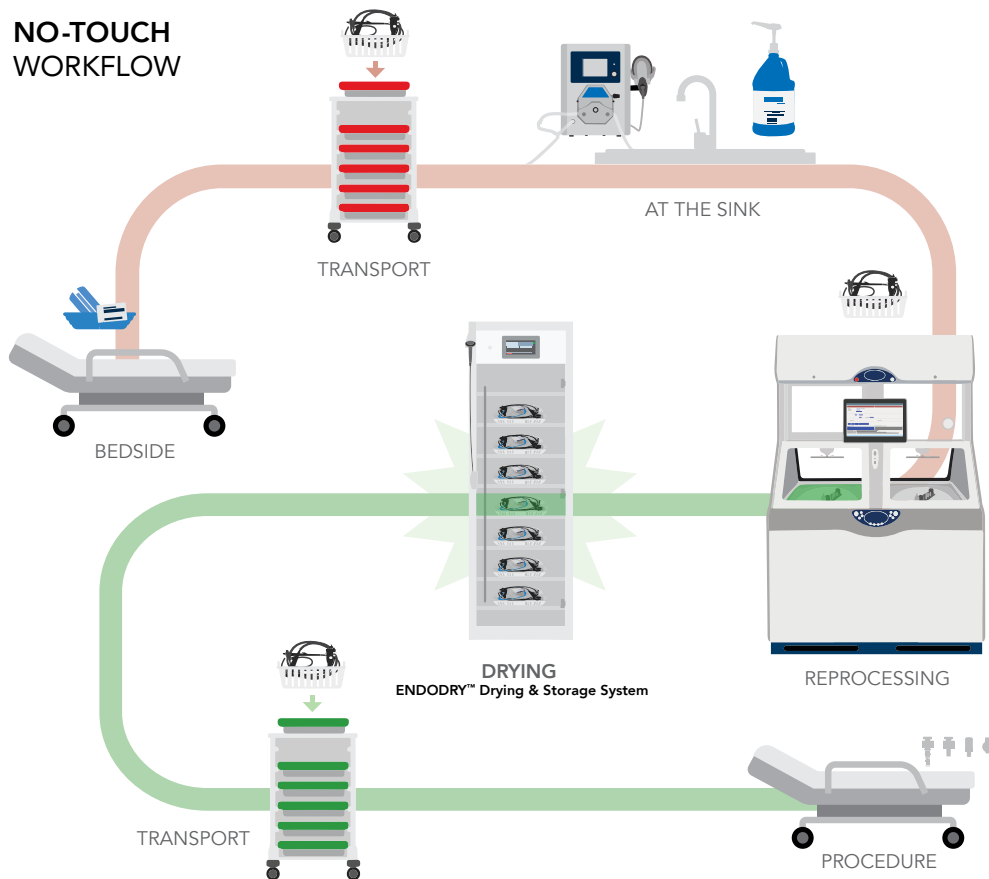 NO-TOUCH
WORKFLOW
TRANSPORT
AT THE SINK
BEDSIDE
DRYING
ENDODRY™ Drying & Storage System
REPROCESSING
TRANSPORT
PROCEDURE